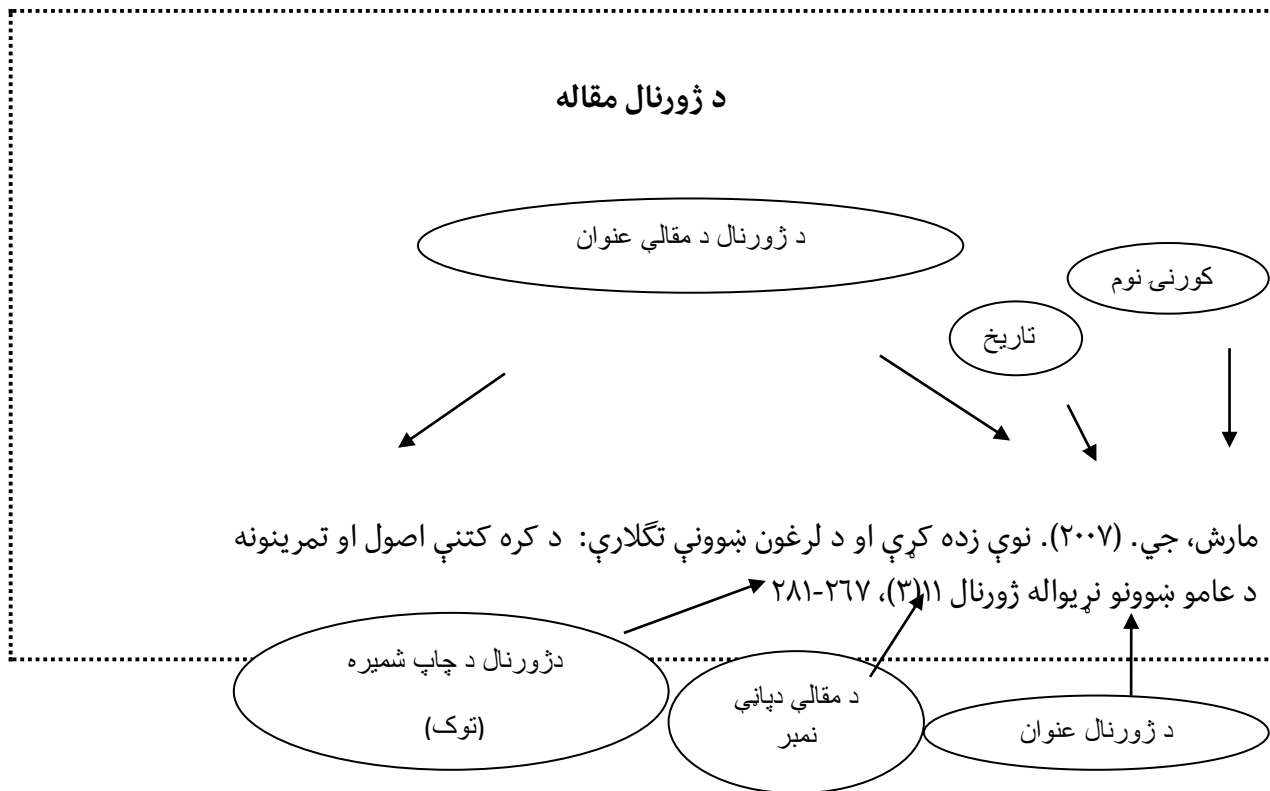 د ژورنال مقاله
د ژورنال د مقالې عنوان
کورنۍ نوم
تاریخ
مارش، جي. (۲۰۰۷). نوې زده کړې او د لرغون ښوونې تګلارې: د کره کتنې اصول او تمرینونه
د عامو ښوونو نړیواله ژورنال ۱۱(۳)، ۲٦۷-۲۸۱
دژورنال د چاپ شمیره
(توک)
د مقالې دپاڼې
نمبر
د ژورنال عنوان